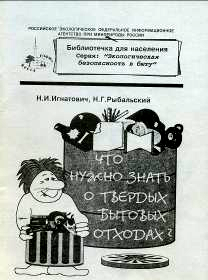 РОССИЙСКОЕ ЭКОЛОГИЧЕСКОЕ ФЕДЕРАЛЬНОЕ ИНФОРМАЦИОННОЕ
АГЕНТСТВО ПРИ МИНПРИРОДЫ РОССИИ
Библиотечка для населения
Серия: "Экологическая
безопасность в быту"
Н.И.Игнатович, Н.Г.Рыбальский
ЧТО
НУЖНО ЗНАТЬ
О ТВЕРДЫХ
БЫТОВЫХ
ОТХОДАХ?